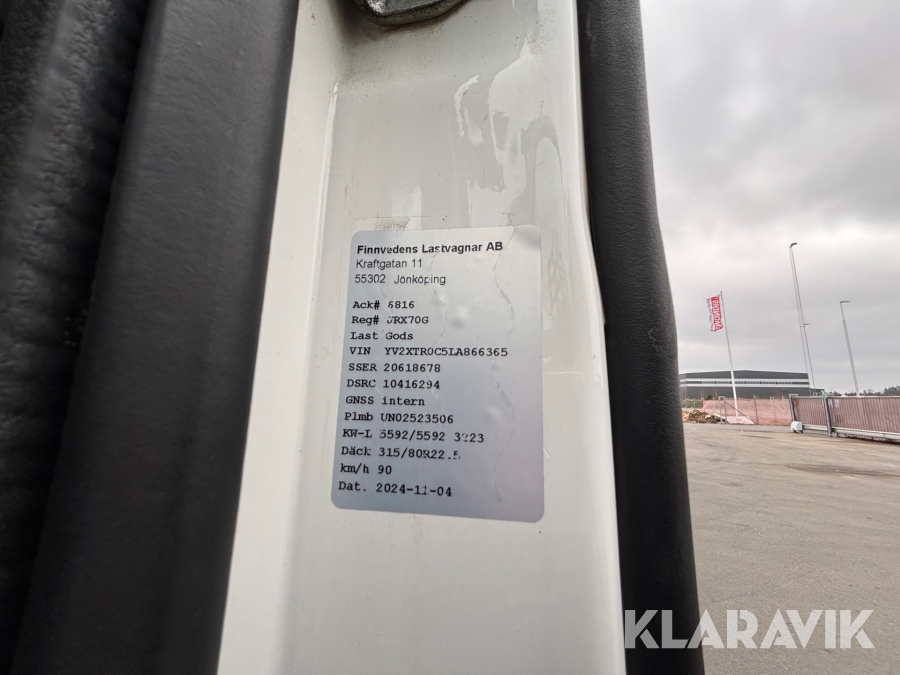 Finnvedens Lastvagnar AB
Kraftgatan 11
55302 Jönköping
Ack# 6816
Reg# JRX70G
Last Gods
VIN YV2XTR0C5LA866365
SSER 20618678
DSRC 10416294
GNSS intern
Plmb UN02523506
KW-L 5592/5592 3223
Däck 315/80R22.5
km/h 90
Dat. 2024-11-04
KLARAVIK